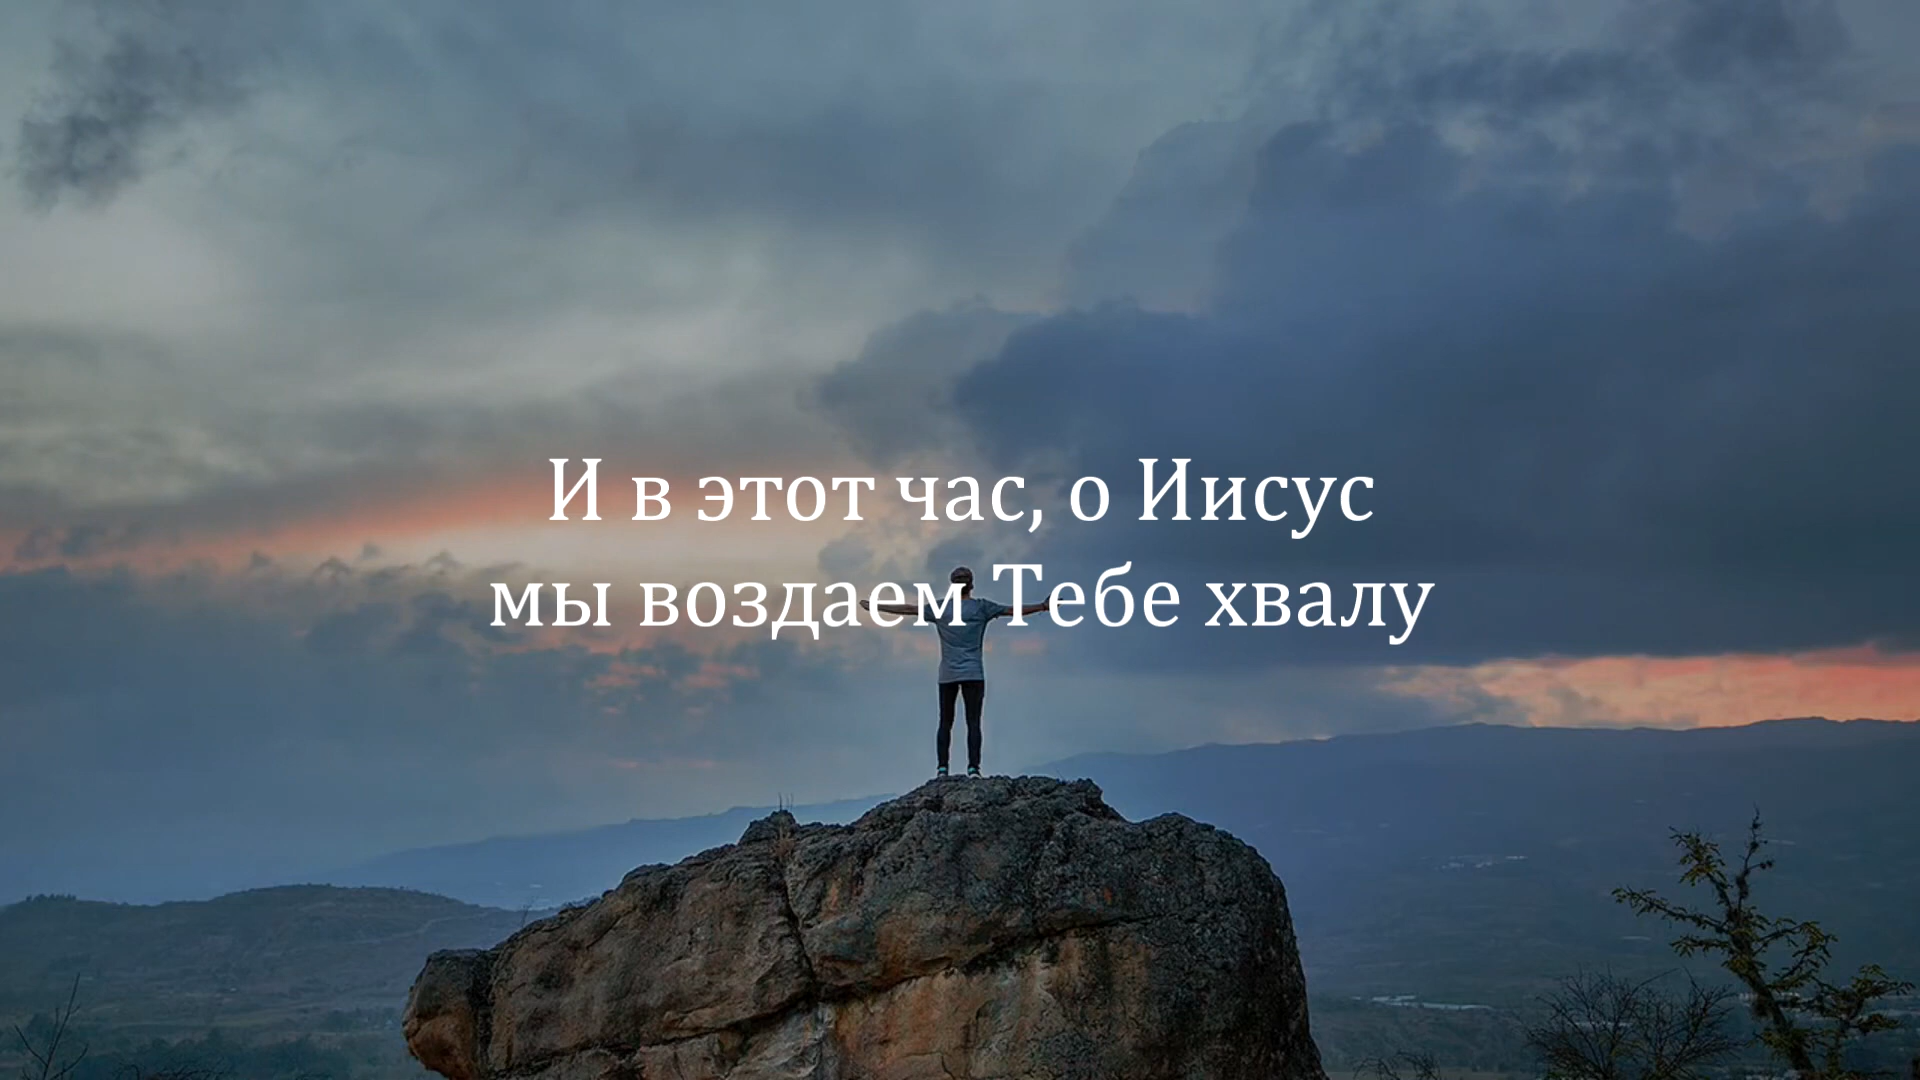 И в этот час, о Иисус
мы воздаем Тебе хвалу